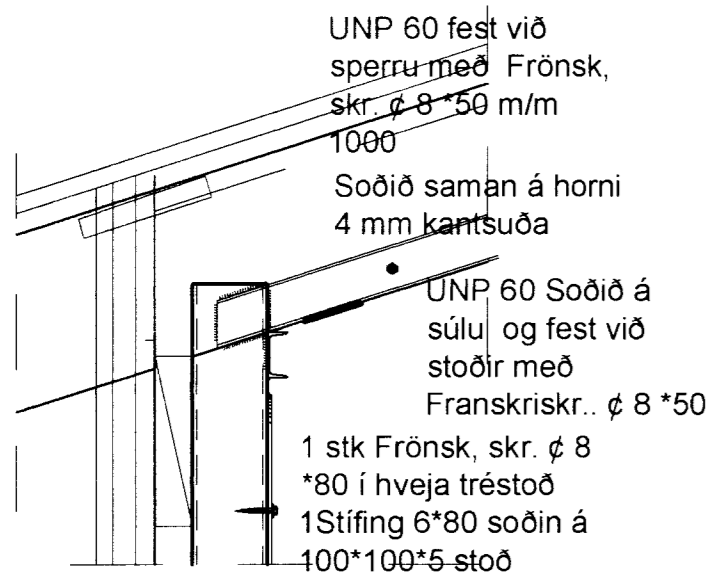 UNP 60 fest við
sperru með Frönsk,
skr. ¢ 8 *50 m/m
1000
Soðið saman á horni
4 mm kantsuða
UNP 60 Soðið á
súlu og fest við
stoðir með
Franskriskr.. ¢ 8 *50
1 stk Frönsk, skr. ¢ 8
*80 í hveja tréstoð
1Stífing 6*80 soðin á
100*100*5 stoð